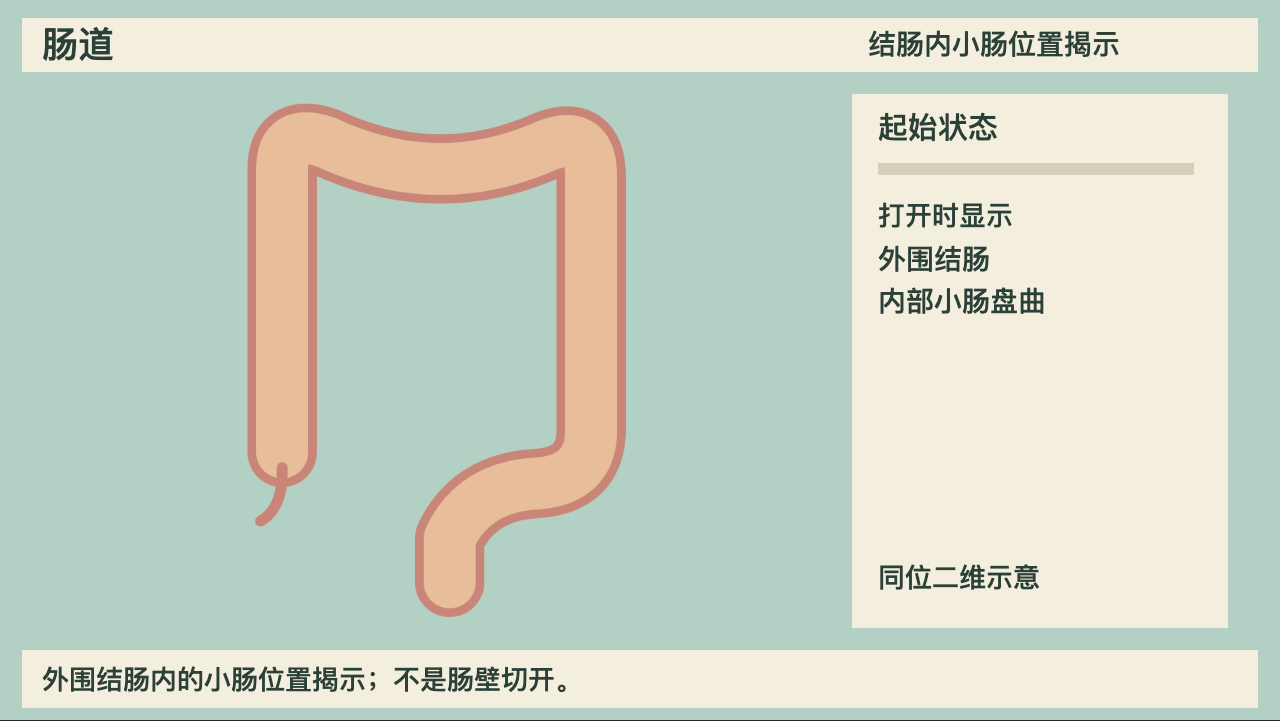 肠道
结肠内小肠位置揭示
起始状态
打开时显示
外围结肠
内部小肠盘曲
同位二维示意
外围结肠内的小肠位置揭示；不是肠壁切开。